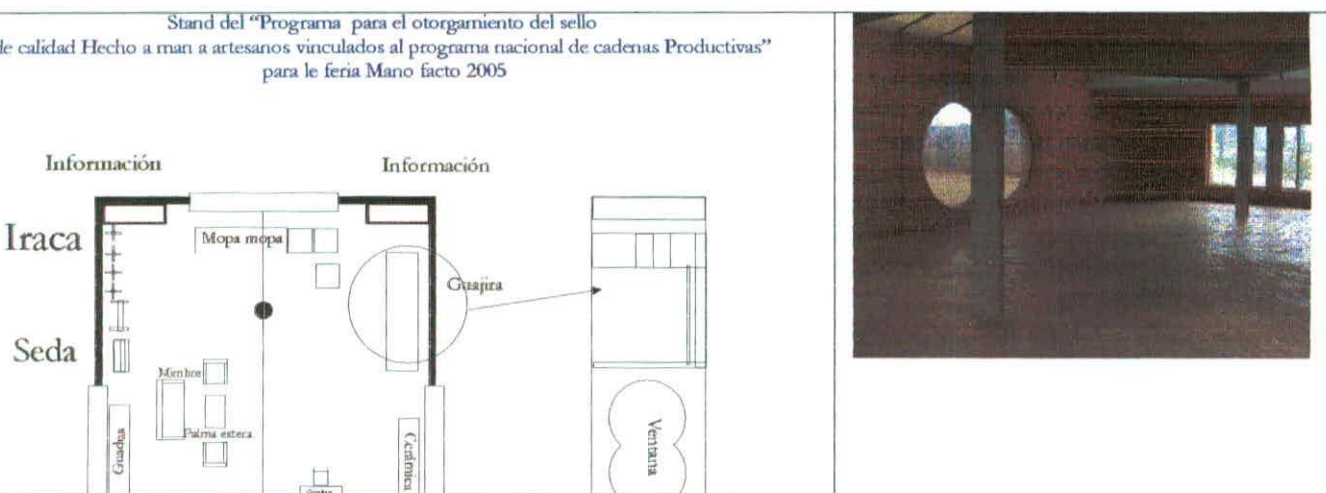 Stand del “Programa para el otorgamiento del sello
de calidad Hecho a man a artesanos vinculados al programa nacional de cadenas Productivas”
para le feria Mano facto 2005
Información
Información
Iraca
Mopa mopa
Guajira
Seda
Mimbre
Palma estera
Guadua
Cerámica
Ventana